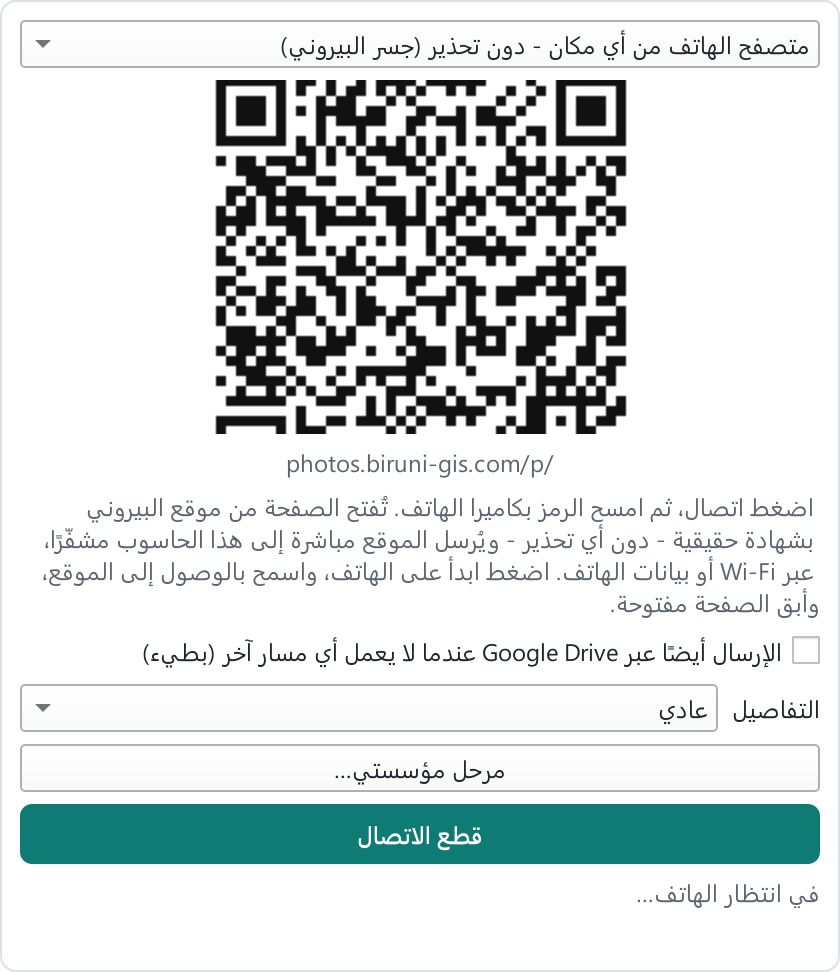 متصفح الهاتف من أي مكان - دون تحذير (جسر البيروني)
photos.biruni-gis.com/p/
اضغط اتصال، ثم امسح الرمز بكاميرا الهاتف. تُفتح الصفحة من موقع البيروني
بشهادة حقيقية - دون أي تحذير - ويُرسل الموقع مباشرة إلى هذا الحاسوب مشفّرًا،
عبر Wi-Fi أو بيانات الهاتف. اضغط ابدأ على الهاتف، واسمح بالوصول إلى الموقع،
وأبق الصفحة مفتوحة.
الإرسال أيضًا عبر Google Drive عندما لا يعمل أي مسار آخر (بطيء)
التفاصيل عادي
مرحل مؤسستي...
قطع الاتصال
في انتظار الهاتف...